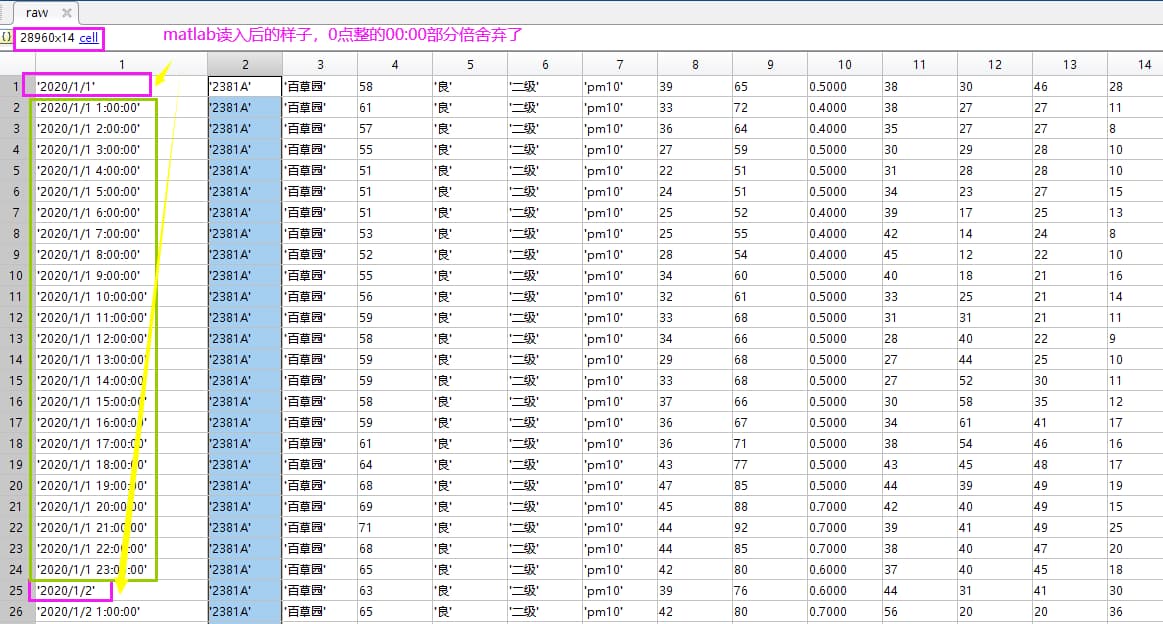 raw
{} 28960x14 cell
matlab读入后的样子，0点整的00:00部分倍舍弃了
1 2 3 4 5 6 7 8 9 10 11 12 13 14
1 '2020/1/1' '2381A' '百草园' 58 '良' '二级' 'pm10' 39 65 0.5000 38 30 46 28
2 '2020/1/1 1:00:00' '2381A' '百草园' 61 '良' '二级' 'pm10' 33 72 0.4000 38 27 27 11
3 '2020/1/1 2:00:00' '2381A' '百草园' 57 '良' '二级' 'pm10' 36 64 0.4000 35 27 27 8
4 '2020/1/1 3:00:00' '2381A' '百草园' 55 '良' '二级' 'pm10' 27 59 0.5000 30 29 28 10
5 '2020/1/1 4:00:00' '2381A' '百草园' 51 '良' '二级' 'pm10' 22 51 0.5000 31 28 28 10
6 '2020/1/1 5:00:00' '2381A' '百草园' 51 '良' '二级' 'pm10' 24 51 0.5000 34 23 27 15
7 '2020/1/1 6:00:00' '2381A' '百草园' 51 '良' '二级' 'pm10' 25 52 0.4000 39 17 25 13
8 '2020/1/1 7:00:00' '2381A' '百草园' 53 '良' '二级' 'pm10' 25 55 0.4000 42 14 24 8
9 '2020/1/1 8:00:00' '2381A' '百草园' 52 '良' '二级' 'pm10' 28 54 0.4000 45 12 22 10
10 '2020/1/1 9:00:00' '2381A' '百草园' 55 '良' '二级' 'pm10' 34 60 0.5000 40 18 21 16
11 '2020/1/1 10:00:00' '2381A' '百草园' 56 '良' '二级' 'pm10' 32 61 0.5000 33 25 21 14
12 '2020/1/1 11:00:00' '2381A' '百草园' 59 '良' '二级' 'pm10' 33 68 0.5000 31 31 21 11
13 '2020/1/1 12:00:00' '2381A' '百草园' 58 '良' '二级' 'pm10' 34 66 0.5000 28 40 22 9
14 '2020/1/1 13:00:00' '2381A' '百草园' 59 '良' '二级' 'pm10' 29 68 0.5000 27 44 25 10
15 '2020/1/1 14:00:00' '2381A' '百草园' 59 '良' '二级' 'pm10' 33 68 0.5000 27 52 30 11
16 '2020/1/1 15:00:00' '2381A' '百草园' 58 '良' '二级' 'pm10' 37 66 0.5000 30 58 35 12
17 '2020/1/1 16:00:00' '2381A' '百草园' 59 '良' '二级' 'pm10' 36 67 0.5000 34 61 41 17
18 '2020/1/1 17:00:00' '2381A' '百草园' 61 '良' '二级' 'pm10' 36 71 0.5000 38 54 46 16
19 '2020/1/1 18:00:00' '2381A' '百草园' 64 '良' '二级' 'pm10' 43 77 0.5000 43 45 48 17
20 '2020/1/1 19:00:00' '2381A' '百草园' 68 '良' '二级' 'pm10' 47 85 0.5000 44 39 49 19
21 '2020/1/1 20:00:00' '2381A' '百草园' 69 '良' '二级' 'pm10' 45 88 0.7000 42 40 49 15
22 '2020/1/1 21:00:00' '2381A' '百草园' 71 '良' '二级' 'pm10' 44 92 0.7000 39 41 49 25
23 '2020/1/1 22:00:00' '2381A' '百草园' 68 '良' '二级' 'pm10' 44 85 0.7000 38 40 47 20
24 '2020/1/1 23:00:00' '2381A' '百草园' 65 '良' '二级' 'pm10' 42 80 0.6000 37 40 45 18
25 '2020/1/2' '2381A' '百草园' 63 '良' '二级' 'pm10' 39 76 0.6000 44 31 41 30
26 '2020/1/2 1:00:00' '2381A' '百草园' 65 '良' '二级' 'pm10' 42 80 0.7000 56 20 20 36